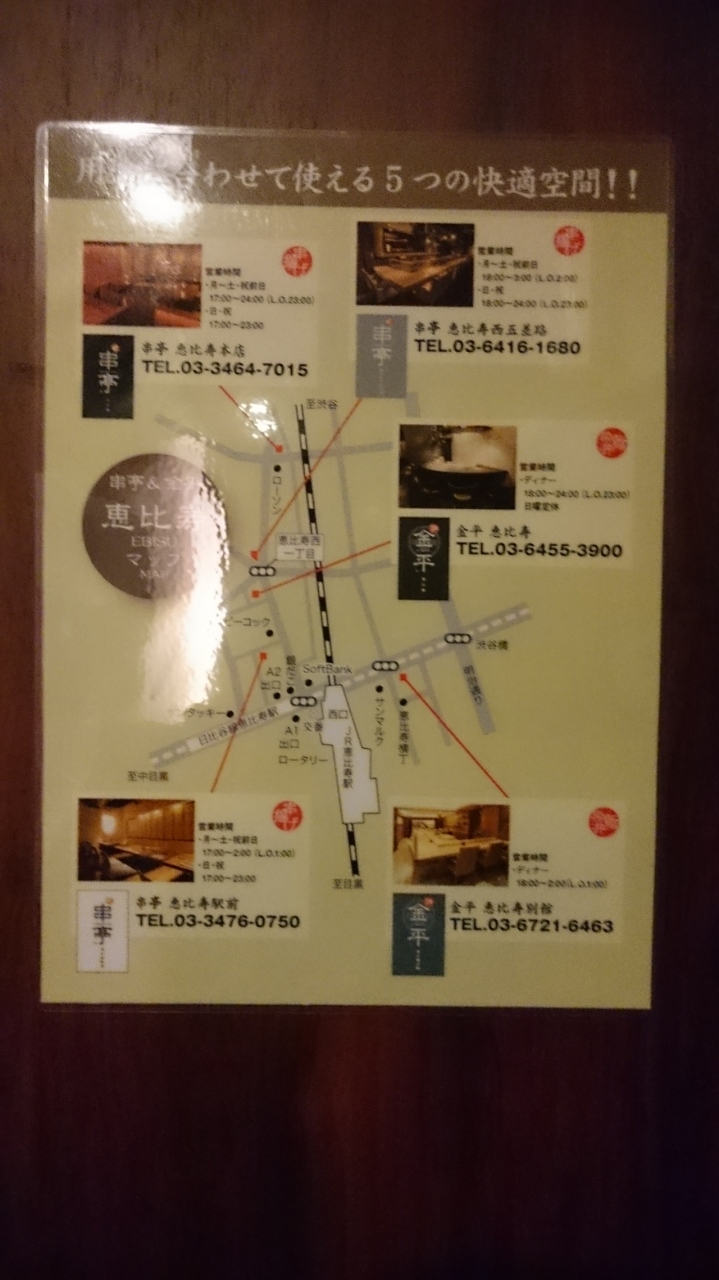 わせて使える5つの快適空間!!
営業時間
・月〜土・祝前日
17:00〜24:00 (L.O.23:00)
・日・祝
17:00〜23:00
串亭
串亭 恵比寿本店
TEL.03-3464-7015
営業時間
・月〜土・祝前日
18:00〜3:00 (L.O.2:00)
・日・祝
18:00〜24:00 (L.O.23:00)
串亭
串亭 恵比寿西五差路
TEL.03-6416-1680
営業時間
・ディナー
18:00〜24:00 (L.O.23:00)
日曜定休
金平
金平 恵比寿
TEL.03-6455-3900
串亭&
恵比寿
EBISU
マップ
至渋谷
ローソン
恵比寿西
一丁目
ピーコック
渋谷橋
明治通り
SoftBank
銀だこ
A2
出口
西口
JR恵比寿駅
サンマルク
恵比寿横丁
交番
A1
出口
ロータリー
日比谷線恵比寿駅
至中目黒
至目黒
営業時間
・月〜土・祝前日
17:00〜2:00 (L.O.1:00)
・日・祝
17:00〜23:00
串亭
串亭 恵比寿駅前
TEL.03-3476-0750
営業時間
・ディナー
18:00〜2:00 (L.O.1:00)
金平
金平 恵比寿別館
TEL.03-6721-6463